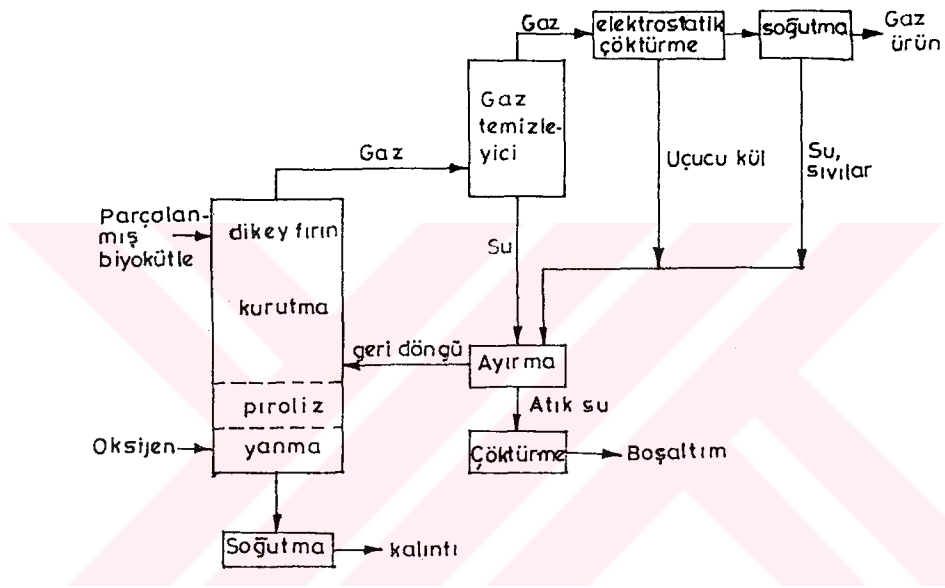 Gaz
elektrostatik
çöktürme
soğutma
Gaz
ürün
Gaz
temizle-
yici
Gaz
Uçucu kül
Su,
sıvılar
Parçalan-
mış
biyokütle
dikey fırın
Su
kurutma
geri döngü
Ayırma
piroliz
Atık su
Oksijen
yanma
Çöktürme
Boşaltım
Soğutma
kalıntı